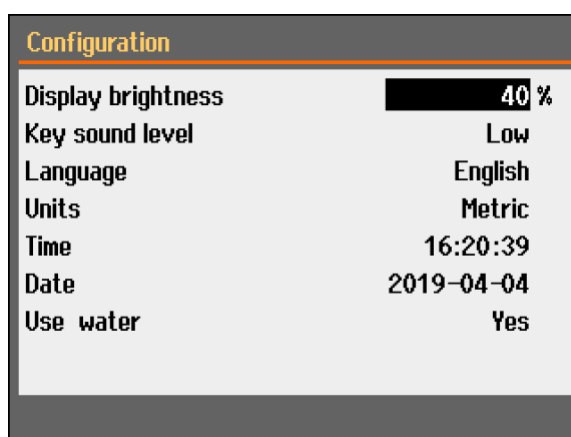 Configuration
Display brightness 40 %
Key sound level Low
Language English
Units Metric
Time 16:20:39
Date 2019-04-04
Use water Yes